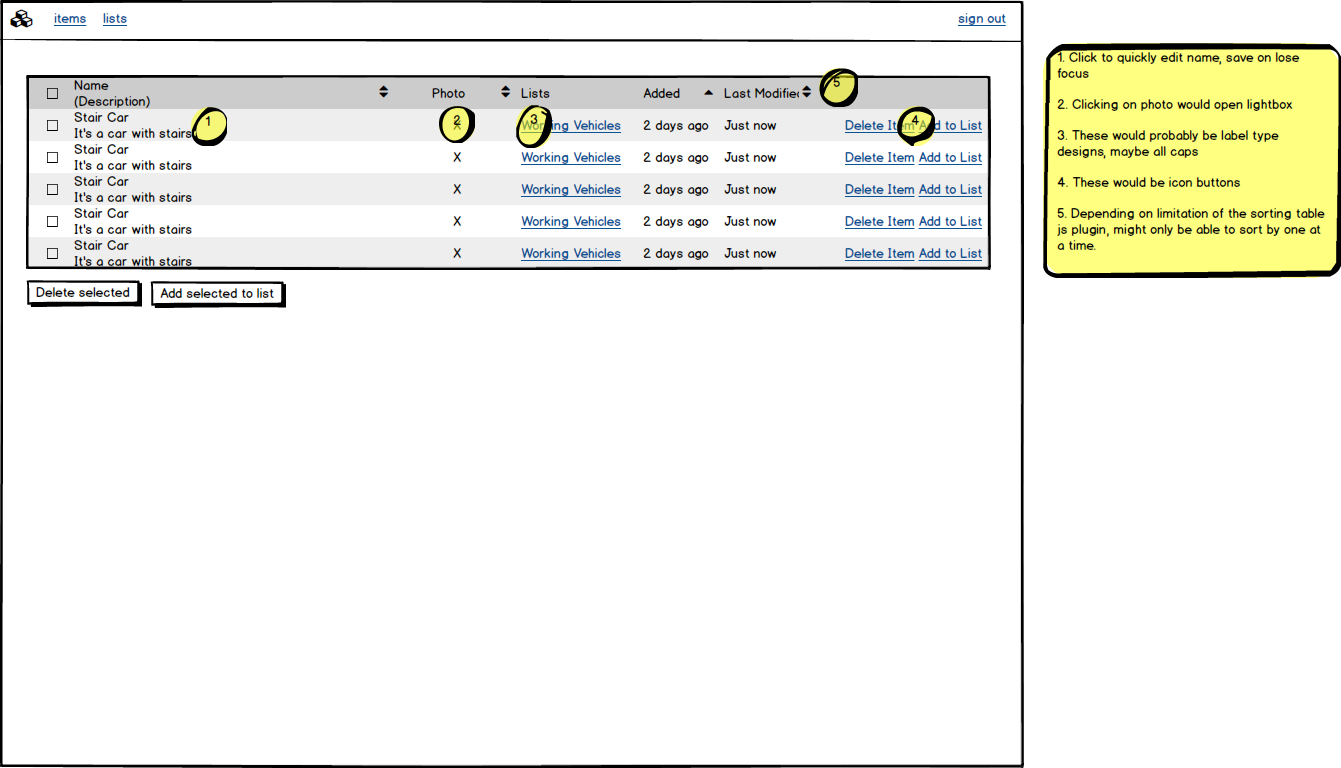 items lists sign out
Name
(Description) Photo Lists Added Last Modified
Stair Car
It's a car with stairs X Working Vehicles 2 days ago Just now Delete Item Add to List
Stair Car
It's a car with stairs X Working Vehicles 2 days ago Just now Delete Item Add to List
Stair Car
It's a car with stairs X Working Vehicles 2 days ago Just now Delete Item Add to List
Stair Car
It's a car with stairs X Working Vehicles 2 days ago Just now Delete Item Add to List
Stair Car
It's a car with stairs X Working Vehicles 2 days ago Just now Delete Item Add to List
Delete selected Add selected to list
1
2
3
4
5
1. Click to quickly edit name, save on lose
focus
2. Clicking on photo would open lightbox
3. These would probably be label type
designs, maybe all caps
4. These would be icon buttons
5. Depending on limitation of the sorting table
js plugin, might only be able to sort by one at
a time.